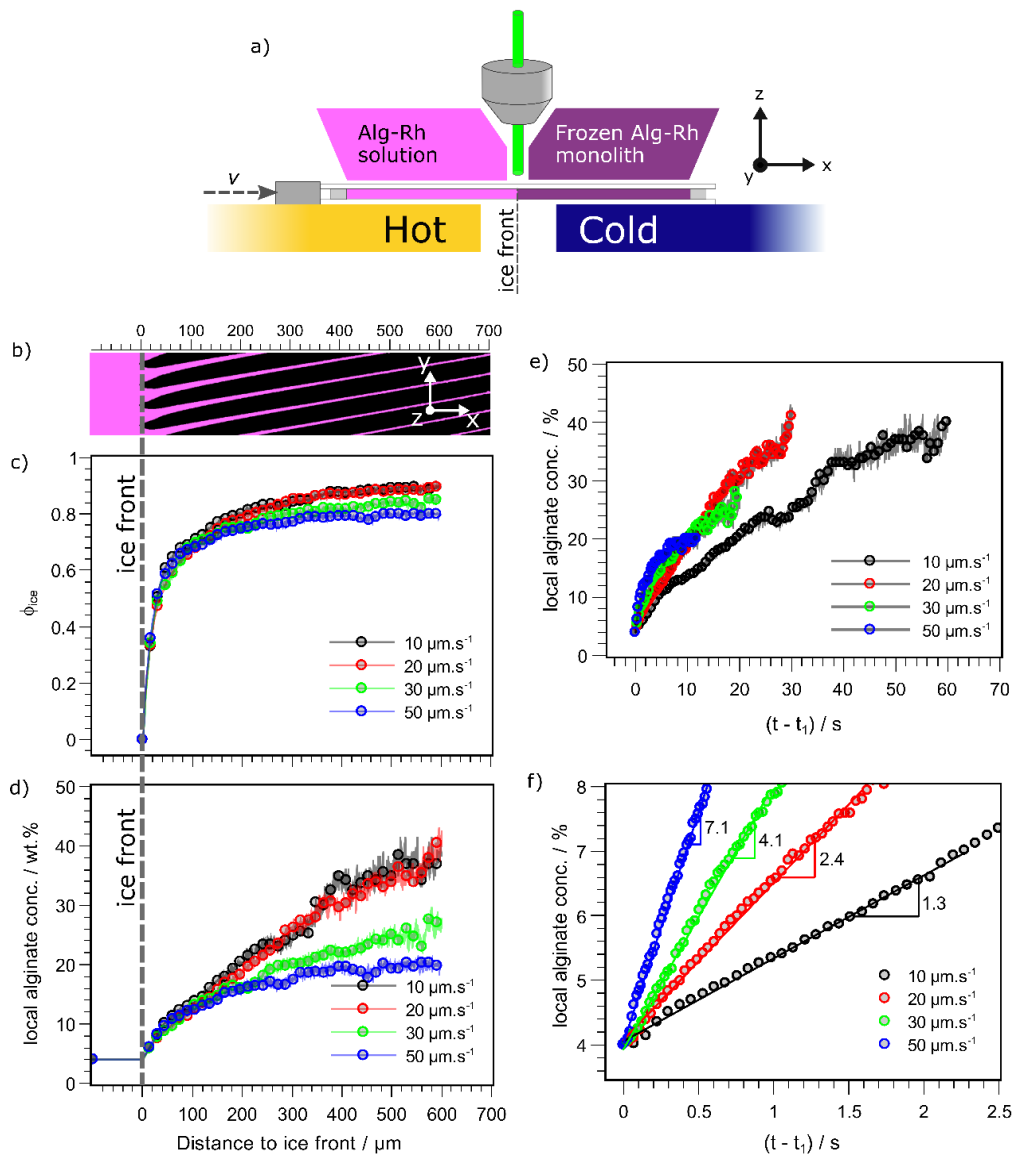 a)
Alg-Rh
solution
Frozen Alg-Rh
monolith
z
y
x
v
Hot
Cold
ice front
b)
0 100 200 300 400 500 600 700
y
z
x
c)
1
0.8
0.6
0.4
0.2
0
ϕice
ice front
10 µm.s⁻¹
20 µm.s⁻¹
30 µm.s⁻¹
50 µm.s⁻¹
d)
50
40
30
20
10
0
local alginate conc. / wt.%
ice front
10 µm.s⁻¹
20 µm.s⁻¹
30 µm.s⁻¹
50 µm.s⁻¹
0 100 200 300 400 500 600 700
Distance to ice front / µm
e)
50
40
30
20
10
0
local alginate conc. / %
10 µm.s⁻¹
20 µm.s⁻¹
30 µm.s⁻¹
50 µm.s⁻¹
0 10 20 30 40 50 60 70
(t - t₁) / s
f)
8
7
6
5
4
local alginate conc. / %
7.1
4.1
2.4
1.3
10 µm.s⁻¹
20 µm.s⁻¹
30 µm.s⁻¹
50 µm.s⁻¹
0 0.5 1 1.5 2 2.5
(t - t₁) / s